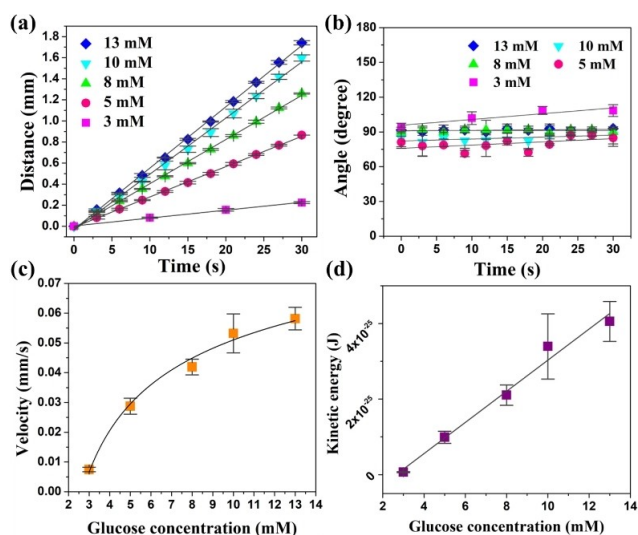 (a)
1.8
1.6
1.4
1.2
1.0
0.8
0.6
0.4
0.2
0.0
Distance (mm)
13 mM
10 mM
8 mM
5 mM
3 mM
0 5 10 15 20 25 30
Time (s)
(b)
180
150
120
90
60
30
0
Angle (degree)
13 mM 10 mM
8 mM 5 mM
3 mM
0 10 20 30
Time (s)
(c)
0.07
0.06
0.05
0.04
0.03
0.02
0.01
0.00
Velocity (mm/s)
2 3 4 5 6 7 8 9 10 11 12 13 14
Glucose concentration (mM)
(d)
4×10-25
2×10-25
0
Kinetic energy (J)
2 4 6 8 10 12 14
Glucose concentration (mM)